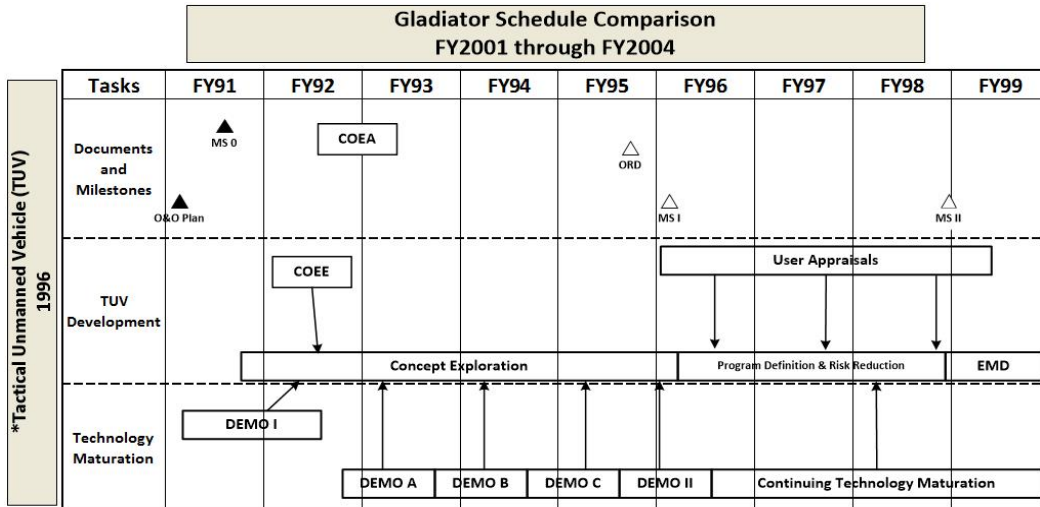 Gladiator Schedule Comparison
FY2001 through FY2004
*Tactical Unmanned Vehicle (TUV)
1996
Tasks FY91 FY92 FY93 FY94 FY95 FY96 FY97 FY98 FY99
Documents
and
Milestones
MS 0
COEA
ORD
O&O Plan
MS I
MS II
TUV
Development
COEE
User Appraisals
Concept Exploration
Program Definition & Risk Reduction
EMD
Technology
Maturation
DEMO I
DEMO A
DEMO B
DEMO C
DEMO II
Continuing Technology Maturation